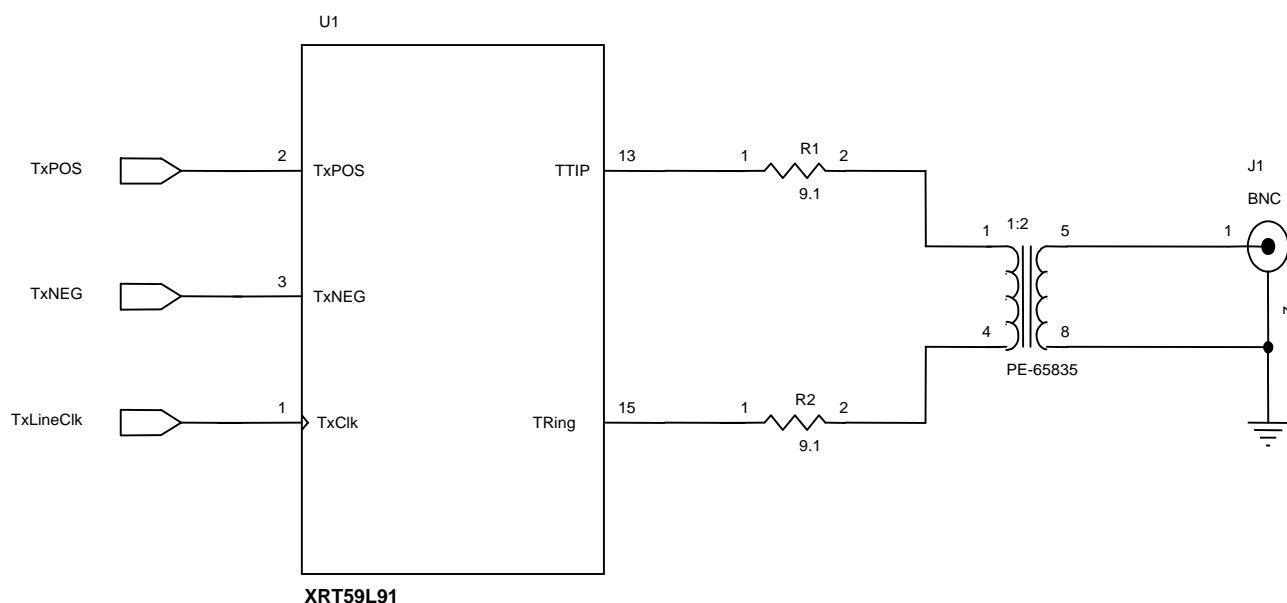 U1
TxPOS
2
TxPOS
TTIP
13
1
R1
2
9.1
J1
BNC
1
1:2
5
1
TxNEG
3
TxNEG
4
8
PE-65835
TxLineClk
1
TxClk
TRing
15
1
R2
2
9.1
XRT59L91